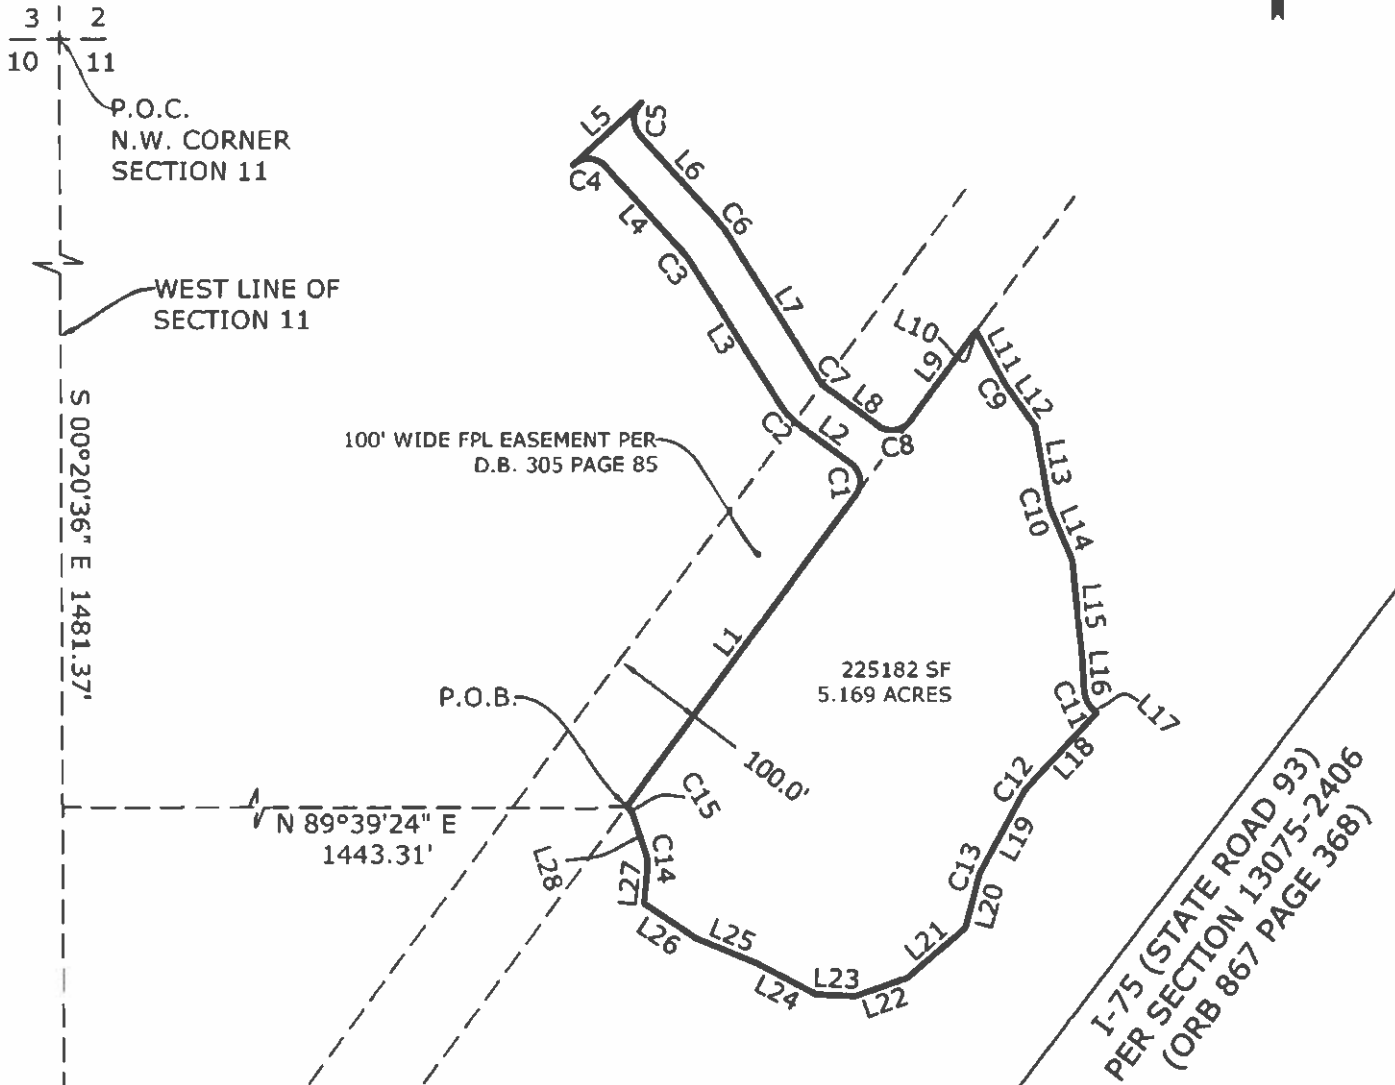 3 2
10 11
P.O.C.
N.W. CORNER
SECTION 11
WEST LINE OF
SECTION 11
S 00°20'36" E 1481.37'
L5
C5
C4
L6
L4
C6
C3
L7
L3
L10
L11
C7
L9
L12
C9
L8
C2
L2
C8
100' WIDE FPL EASEMENT PER
D.B. 305 PAGE 85
C1
L13
C10
L14
L15
L1
225182 SF
5.169 ACRES
L16
C11
L17
P.O.B.
L18
100.0'
C12
C15
N 89°39'24" E
1443.31'
L19
L28
C14
C13
L27
L20
L26
L25
L21
L24
L23
L22
I-75 (STATE ROAD 93)
PER SECTION 13075-2406
(ORB 867 PAGE 368)